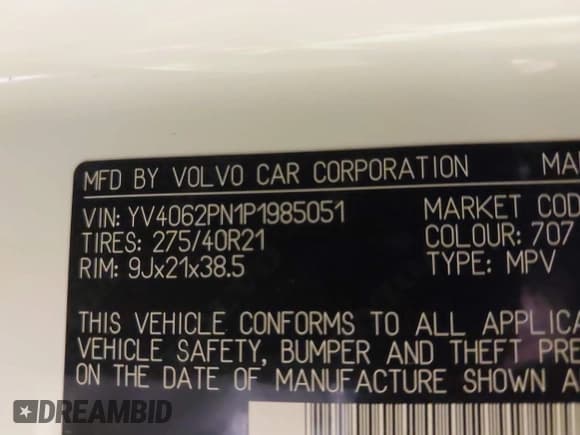 MFD BY VOLVO CAR CORPORATION
VIN: YV4062PN1P1985051 MARKET COD
TIRES: 275/40R21 COLOUR: 707
RIM: 9Jx21x38.5 TYPE: MPV
THIS VEHICLE CONFORMS TO ALL APPLICA
VEHICLE SAFETY, BUMPER AND THEFT PRE
ON THE DATE OF MANUFACTURE SHOWN A
DREAMBID